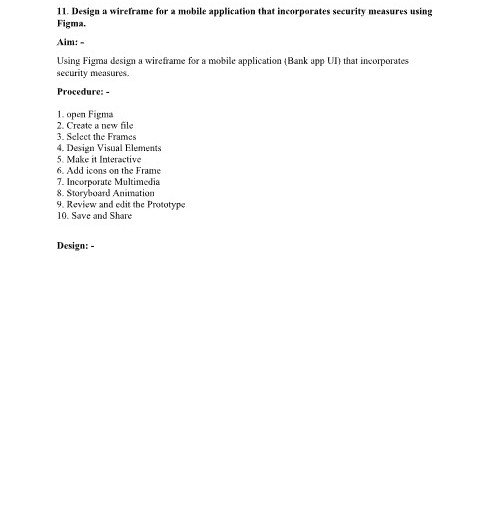 11. Design a wireframe for a mobile application that incorporates security measures using
Figma.
Aim: -
Using Figma design a wireframe for a mobile application (Bank app UI) that incorporates
security measures.
Procedure: -
1. open Figma
2. Create a new file
3. Select the Frames
4. Design Visual Elements
5. Make it Interactive
6. Add icons on the Frame
7. Incorporate Multimedia
8. Storyboard Animation
9. Review and edit the Prototype
10. Save and Share
Design: -